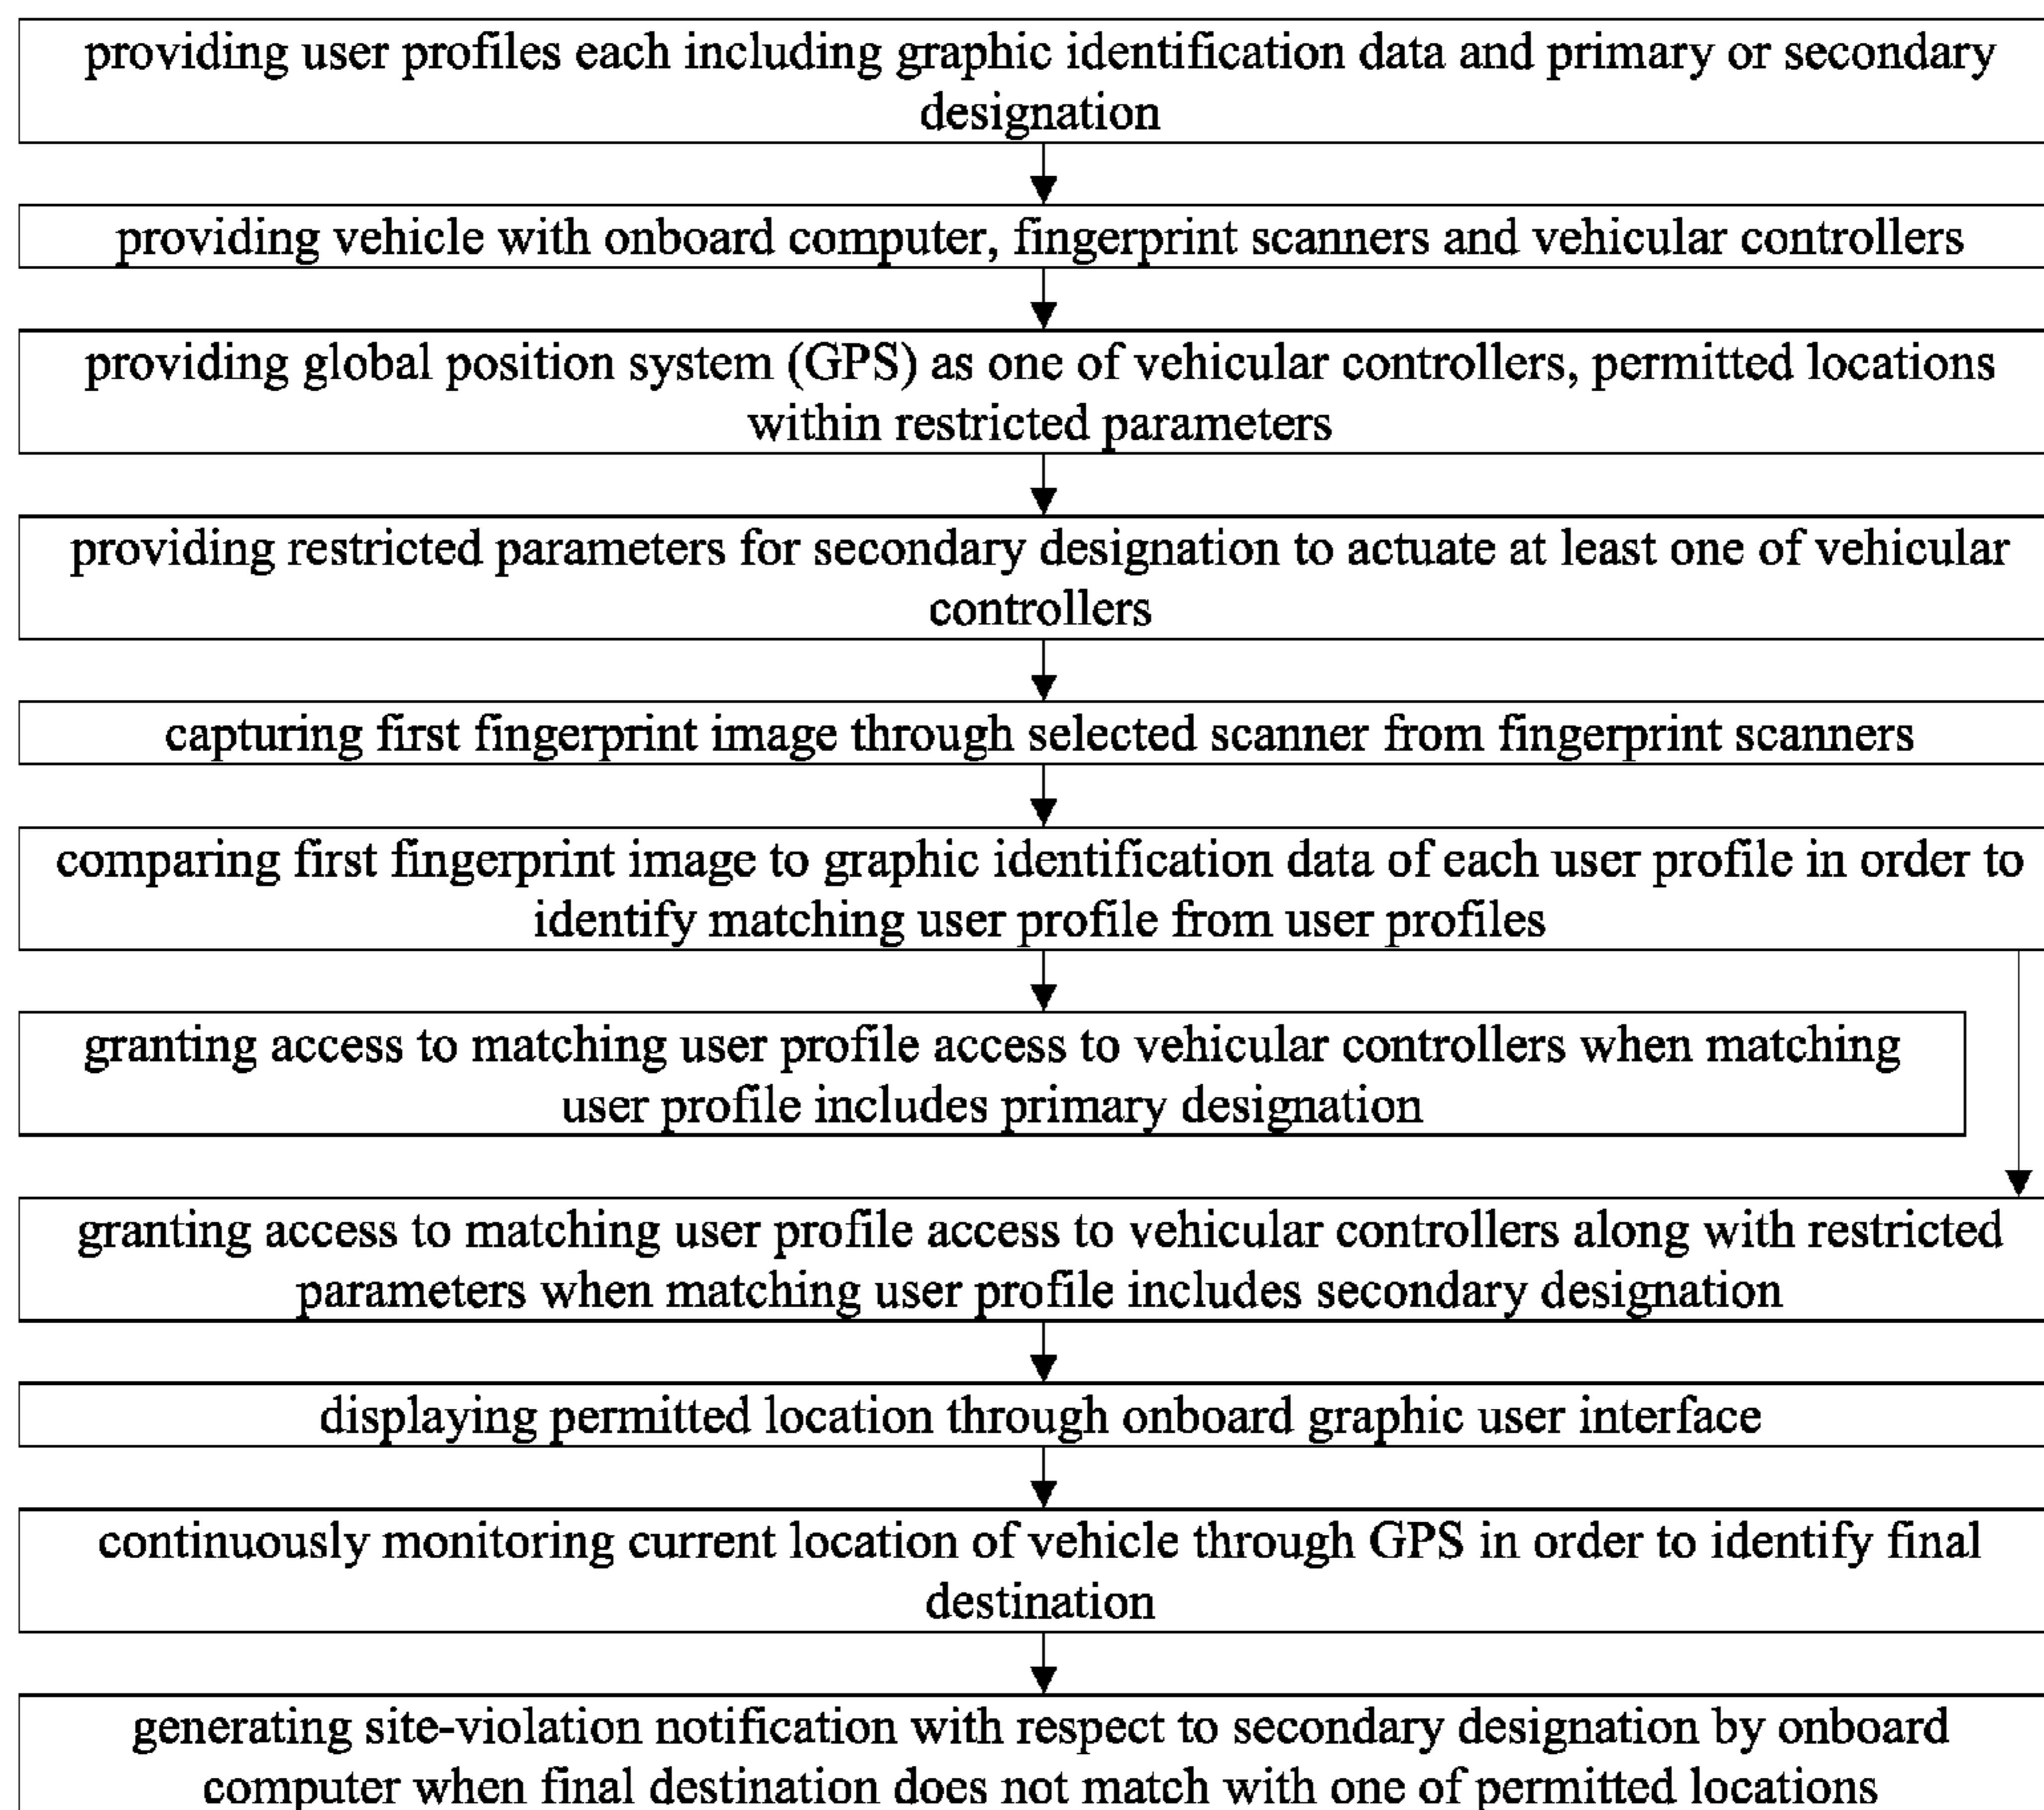 providing user profiles each including graphic identification data and primary or secondary
designation
providing vehicle with onboard computer, fingerprint scanners and vehicular controllers
providing global position system (GPS) as one of vehicular controllers, permitted locations
within restricted parameters
providing restricted parameters for secondary designation to actuate at least one of vehicular
controllers
capturing first fingerprint image through selected scanner from fingerprint scanners
comparing first fingerprint image to graphic identification data of each user profile in order to
identify matching user profile from user profiles
granting access to matching user profile access to vehicular controllers when matching
user profile includes primary designation
granting access to matching user profile access to vehicular controllers along with restricted
parameters when matching user profile includes secondary designation
displaying permitted location through onboard graphic user interface
continuously monitoring current location of vehicle through GPS in order to identify final
destination
generating site-violation notification with respect to secondary designation by onboard
computer when final destination does not match with one of permitted locations